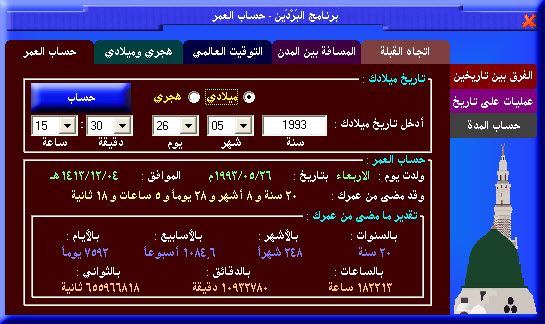 برنامج البَرْدَين - حساب العمر
اتجاه القبلة
المسافة بين المدن
التوقيت العالمي
هجري وميلادي
حساب العمر
الفرق بين تاريخين
عمليات على تاريخ
حساب المدة
تاريخ ميلادك :
ميلادي هجري حساب
أدخل تاريخ ميلادك : 1993 05 26 30 : 15
سنة شهر يوم دقيقة ساعة
حساب العمر :
ولدت يوم : الاربعاء بتاريخ : ١٩٩٣/٠٥/٢٦م الموافق : ١٤١٣/١٢/٠٤ هـ
وقد مضى من عمرك : ٢٠ سنة و ٨ أشهر و ٢٨ يوماً و ٥ ساعات و ١٨ ثانية
تقدير ما مضى من عمرك :
بالسنوات : بالأشهر : بالأسابيع : بالأيام :
٢٠ سنة ٢٤٨ شهراً ١٠٨٤,٦ أسبوعاً ٧٥٩٢ يوماً
بالساعات : بالدقائق : بالثواني :
١٨٢٢١٣ ساعة ١٠٩٣٢٧٨٠ دقيقة ٦٥٥٩٦٦٨١٨ ثانية